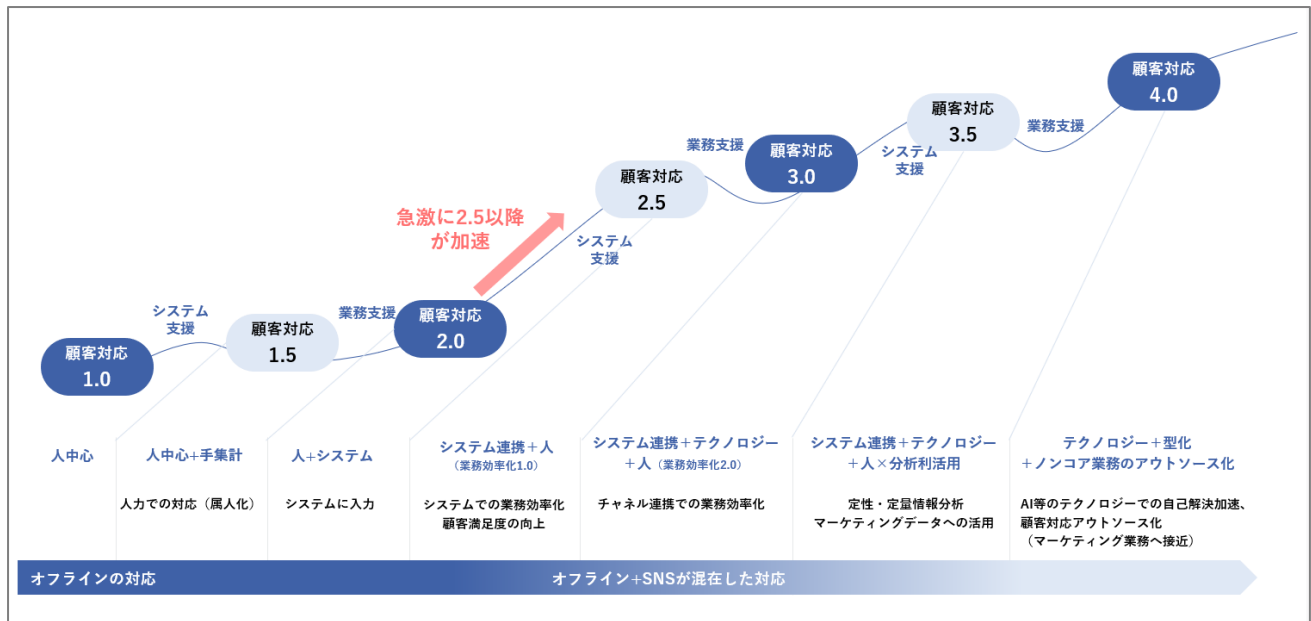 顧客対応
1.0
システム
支援
顧客対応
1.5
業務支援
顧客対応
2.0
急激に2.5以降
が加速
システム
支援
顧客対応
2.5
業務支援
顧客対応
3.0
システム
支援
顧客対応
3.5
業務支援
顧客対応
4.0
人中心
人中心+手集計
人力での対応（属人化）
人+システム
システムに入力
システム連携＋人
（業務効率化1.0）
システムでの業務効率化
顧客満足度の向上
システム連携＋テクノロジー
＋人（業務効率化2.0）
チャネル連携での業務効率化
システム連携＋テクノロジー
＋人×分析利活用
定性・定量情報分析
マーケティングデータへの活用
テクノロジー＋型化
＋ノンコア業務のアウトソース化
AI等のテクノロジーでの自己解決加速、
顧客対応アウトソース化
（マーケティング業務へ接近）
オフラインの対応
オフライン+SNSが混在した対応